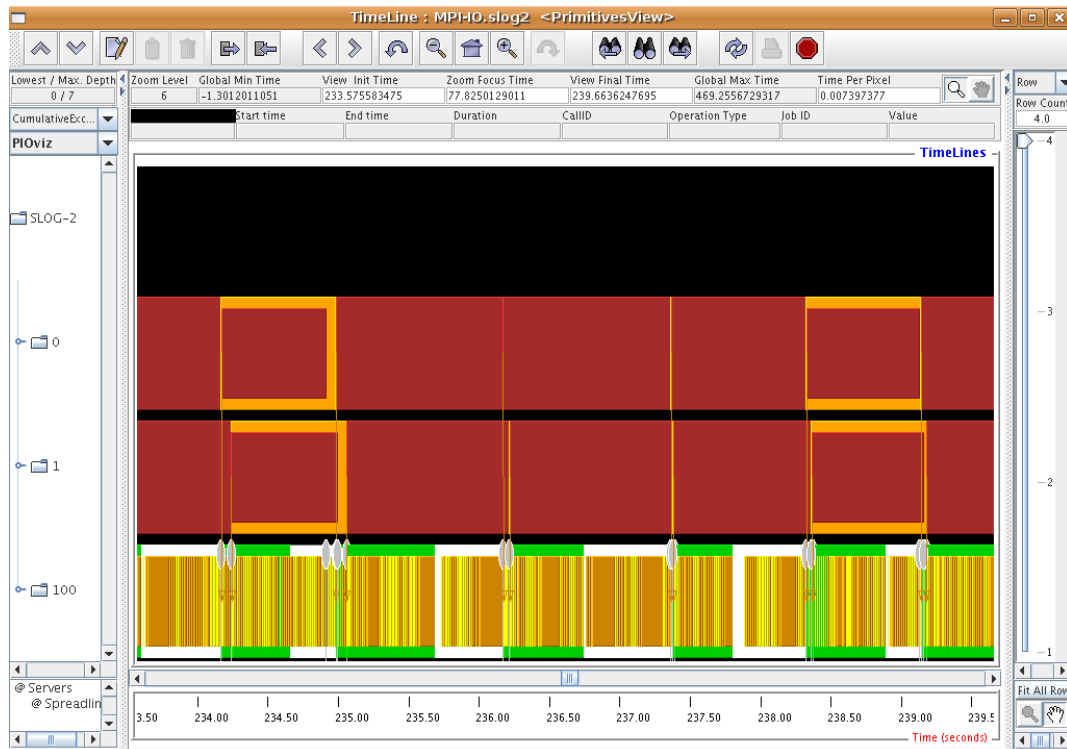 TimeLine : MPI-IO.slog2 <PrimitivesView>
Lowest / Max. Depth
0 / 7
Zoom Level Global Min Time View Init Time Zoom Focus Time View Final Time Global Max Time Time Per Pixel
6 -1.3012011051 233.575583475 77.8250129011 239.6636247695 469.2556729317 0.007397377
Row
Row Count
4.0
CumulativeExc...
PIOviz
Start time End time Duration CallID Operation Type Job ID Value
TimeLines
SLOG-2
0
1
100
4
3
2
1
@ Servers
@ Spreadlin
Fit All Row
3.50 234.00 234.50 235.00 235.50 236.00 236.50 237.00 237.50 238.00 238.50 239.00 239.5
Time (seconds)